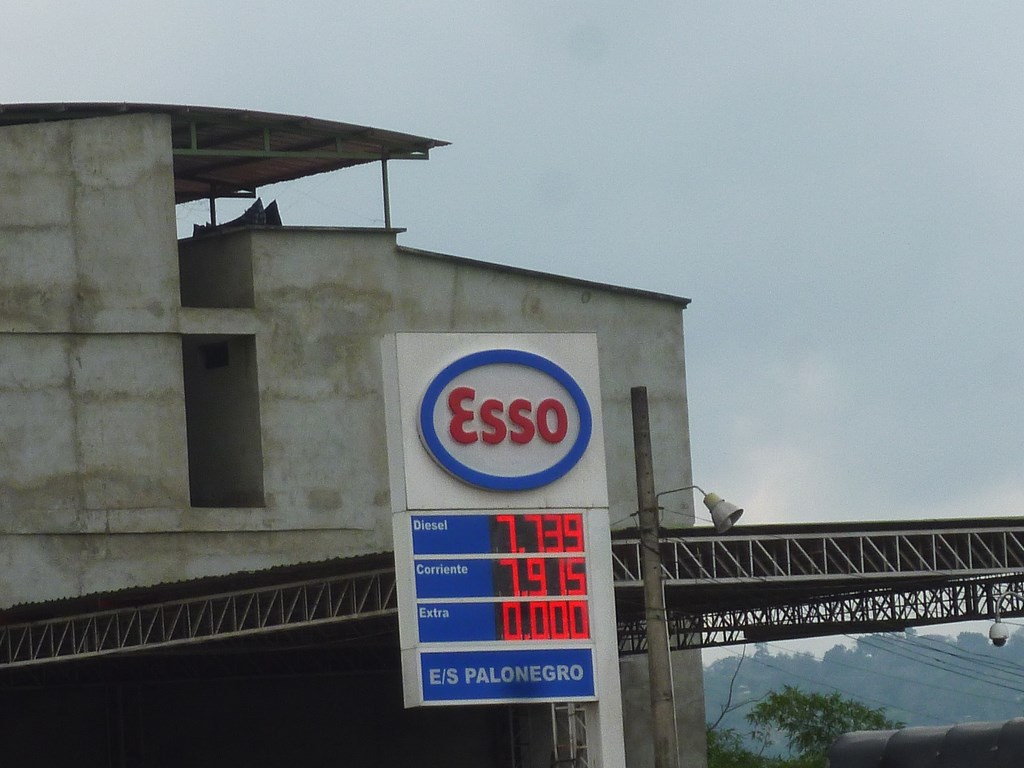 Esso
Diesel 7.739
Corriente 7.915
Extra 0.000
E/S PALONEGRO